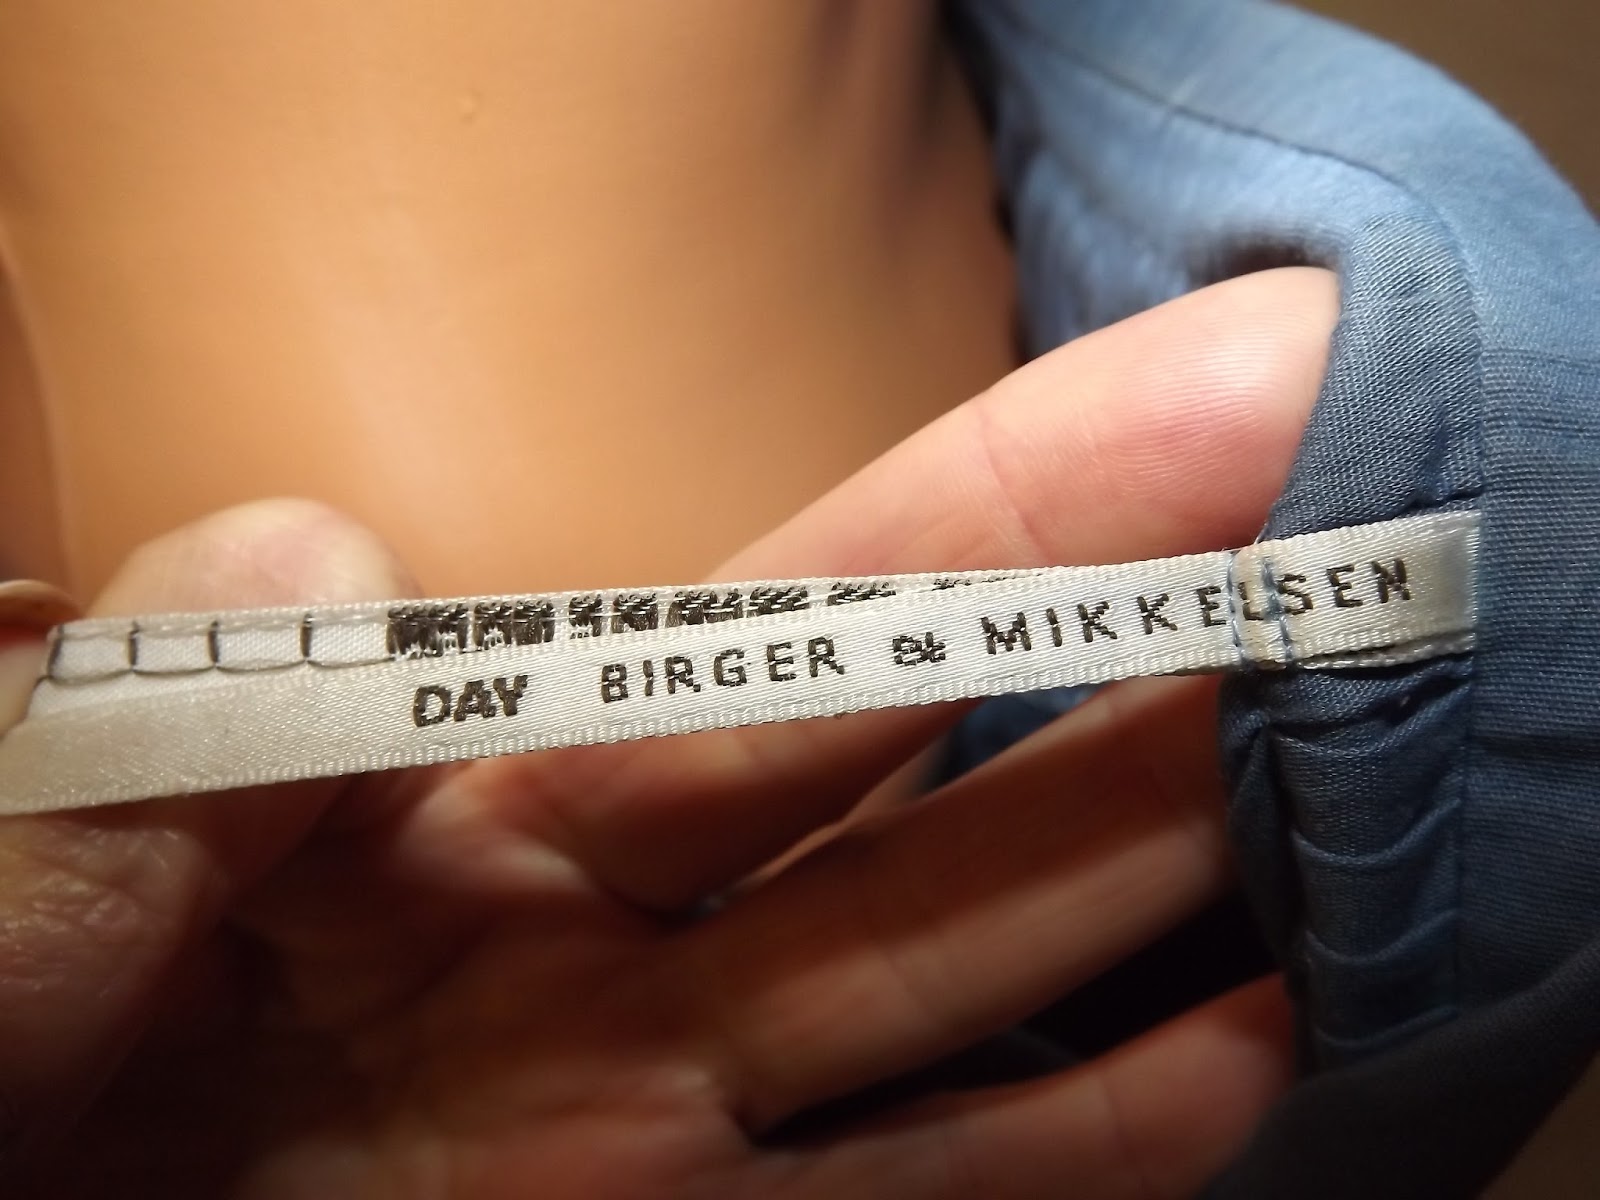 DAY BIRGER & MIKKELSEN